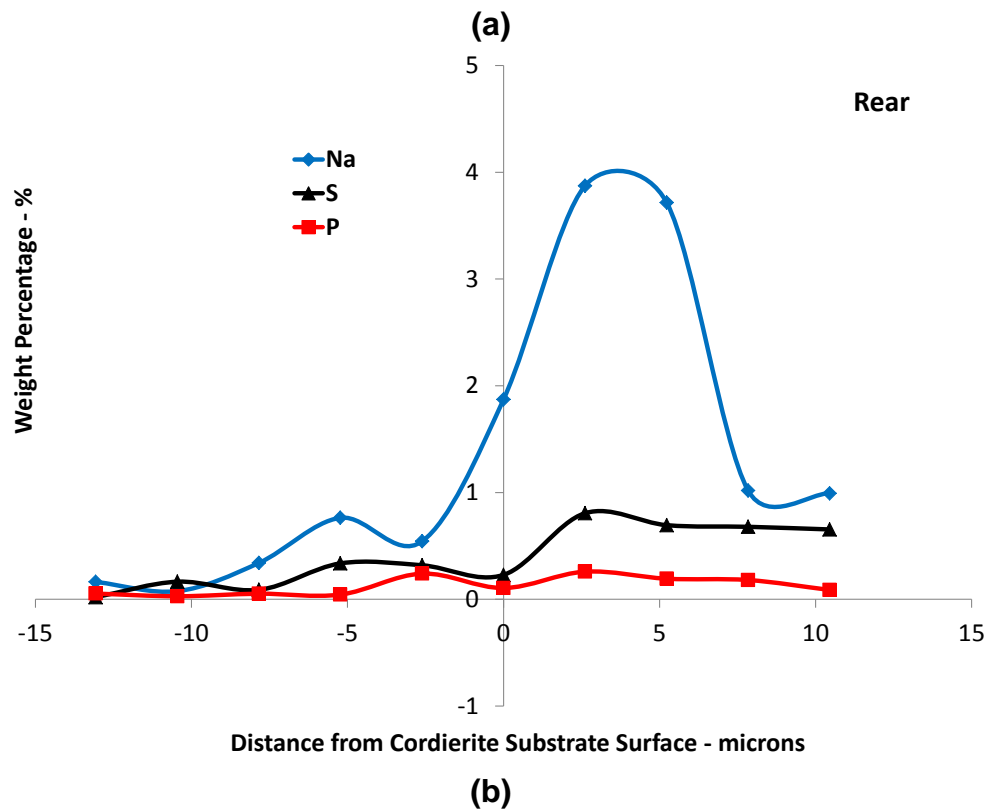 (a)
5
Rear
Na
S
P
4
3
2
1
0
-1
Weight Percentage - %
-15
-10
-5
0
5
10
15
Distance from Cordierite Substrate Surface - microns
(b)